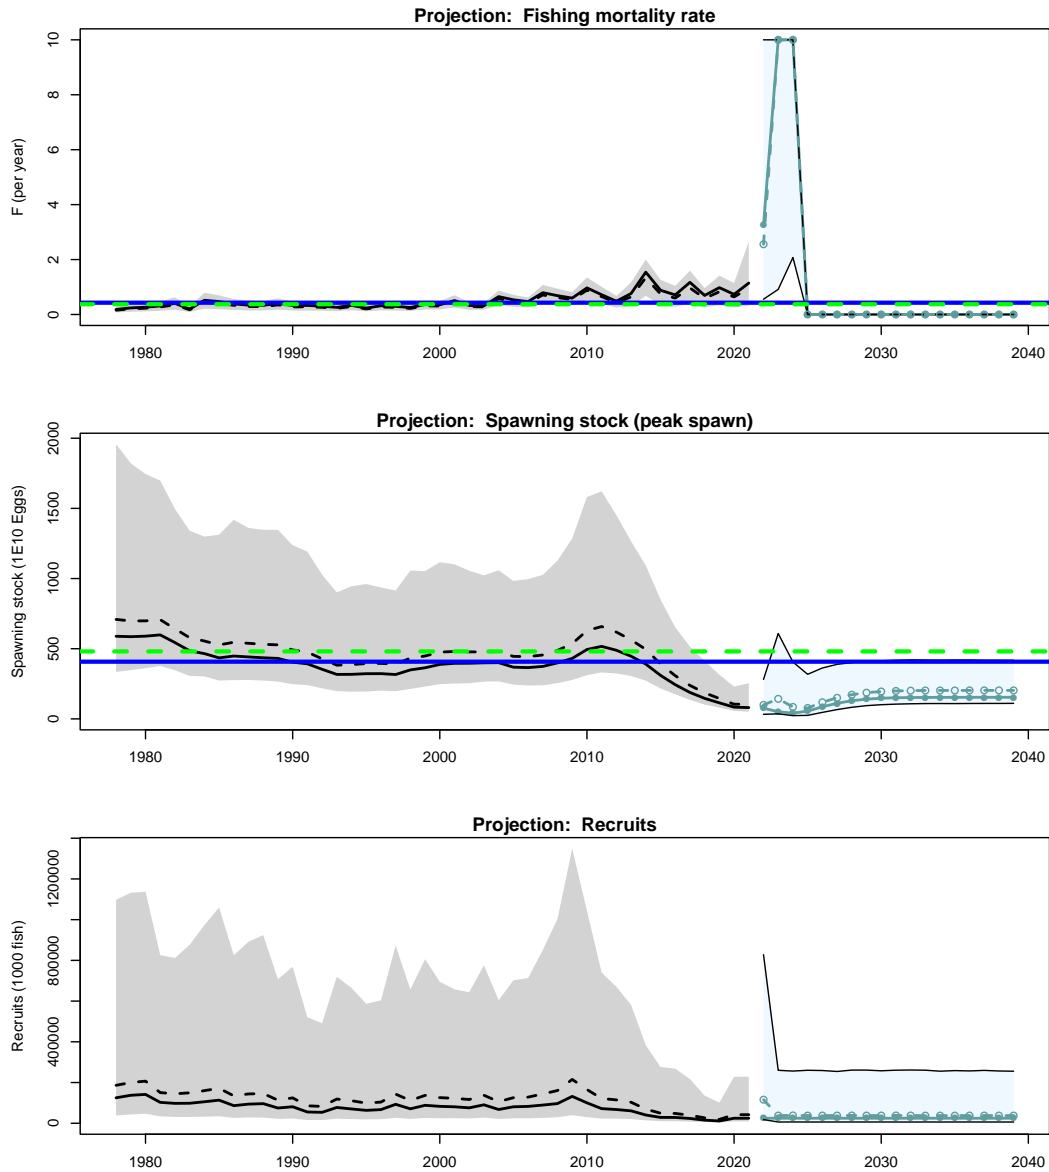 Projection:  Fishing mortality rate
F (per year)
10
8
6
4
2
0
1980 1990 2000 2010 2020 2030 2040
Projection:  Spawning stock (peak spawn)
Spawning stock (1E10 Eggs)
2000
1500
1000
500
0
1980 1990 2000 2010 2020 2030 2040
Projection:  Recruits
Recruits (1000 fish)
1200000
800000
400000
0
1980 1990 2000 2010 2020 2030 2040